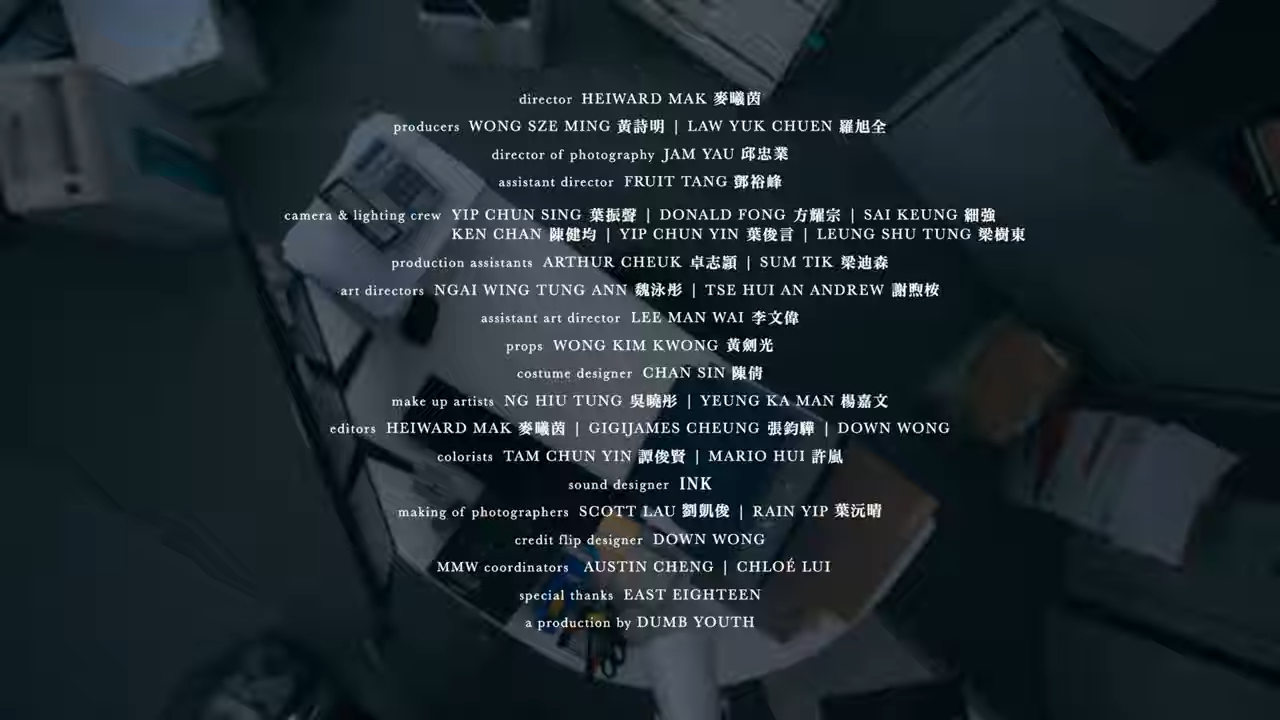 director HEIWARD MAK 麥曦茵
producers WONG SZE MING 黃詩明 | LAW YUK CHUEN 羅旭全
director of photography JAM YAU 邱忠業
assistant director FRUIT TANG 鄧裕峰
camera & lighting crew YIP CHUN SING 葉振聲 | DONALD FONG 方耀宗 | SAI KEUNG 細強
KEN CHAN 陳健均 | YIP CHUN YIN 葉俊言 | LEUNG SHU TUNG 梁樹東
production assistants ARTHUR CHEUK 卓志顥 | SUM TIK 梁迪森
art directors NGAI WING TUNG ANN 魏泳彤 | TSE HUI AN ANDREW 謝煦桉
assistant art director LEE MAN WAI 李文偉
props WONG KIM KWONG 黃劍光
costume designer CHAN SIN 陳倩
make up artists NG HIU TUNG 吳曉彤 | YEUNG KA MAN 楊嘉文
editors HEIWARD MAK 麥曦茵 | GIGIJAMES CHEUNG 張鈞驊 | DOWN WONG
colorists TAM CHUN YIN 譚俊賢 | MARIO HUI 許嵐
sound designer INK
making of photographers SCOTT LAU 劉凱俊 | RAIN YIP 葉沅晴
credit flip designer DOWN WONG
MMW coordinators AUSTIN CHENG | CHLOÉ LUI
special thanks EAST EIGHTEEN
a production by DUMB YOUTH